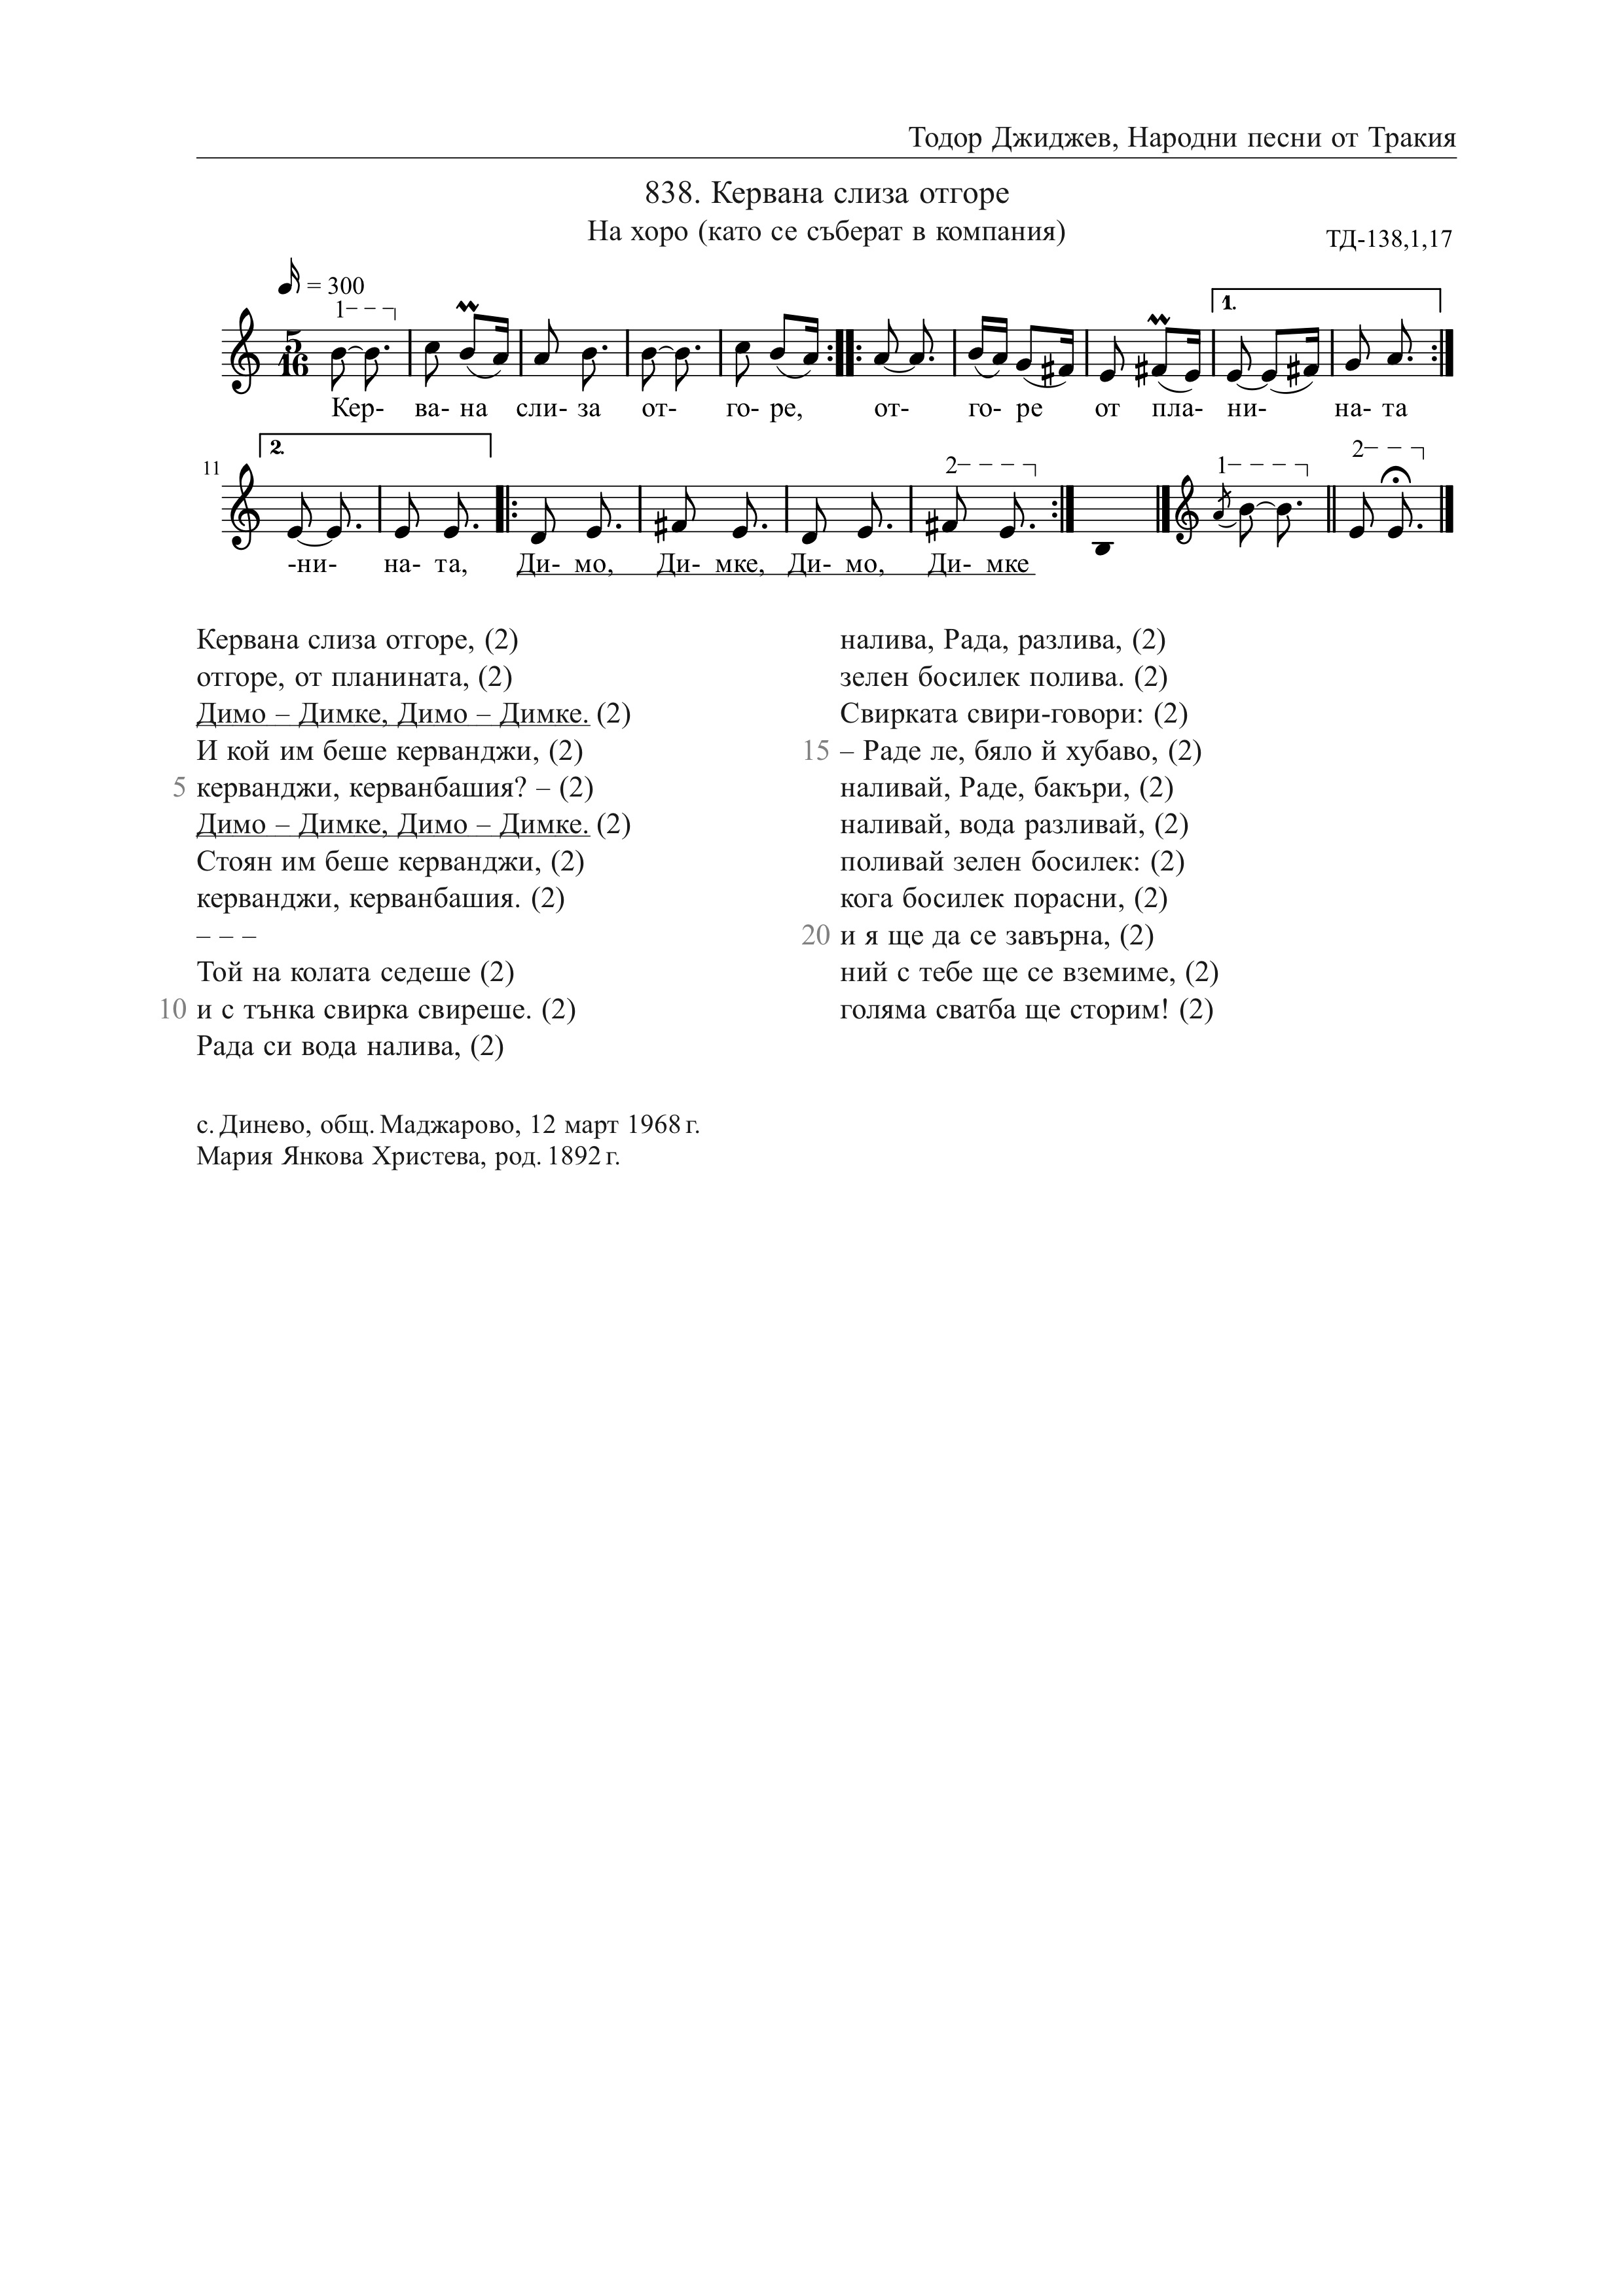 Тодор Джиджев, Народни песни от Тракия
838. Кервана слиза отгоре
На хоро (като се съберат в компания)
ТД-138,1,17
= 300
1
1.
5
16
Кер- ва- на сли- за от- го- ре, от- го- ре от пла- ни- на- та
2.
11
2
1
2
-ни- на- та, Ди- мо, Ди- мке, Ди- мо, Ди- мке
Кервана слиза отгоре, (2)
отгоре, от планината, (2)
Димо – Димке, Димо – Димке. (2)
И кой им беше керванджи, (2)
5 керванджи, керванбашия? – (2)
Димо – Димке, Димо – Димке. (2)
Стоян им беше керванджи, (2)
керванджи, керванбашия. (2)
– – –
Той на колата седеше (2)
10 и с тънка свирка свиреше. (2)
Рада си вода налива, (2)
налива, Рада, разлива, (2)
зелен босилек полива. (2)
Свирката свири-говори: (2)
15 – Раде ле, бяло й хубаво, (2)
наливай, Раде, бакъри, (2)
наливай, вода разливай, (2)
поливай зелен босилек: (2)
кога босилек порасни, (2)
20 и я ще да се завърна, (2)
ний с тебе ще се вземиме, (2)
голяма сватба ще сторим! (2)
с. Динево, общ. Маджарово, 12 март 1968 г.
Мария Янкова Христева, род. 1892 г.